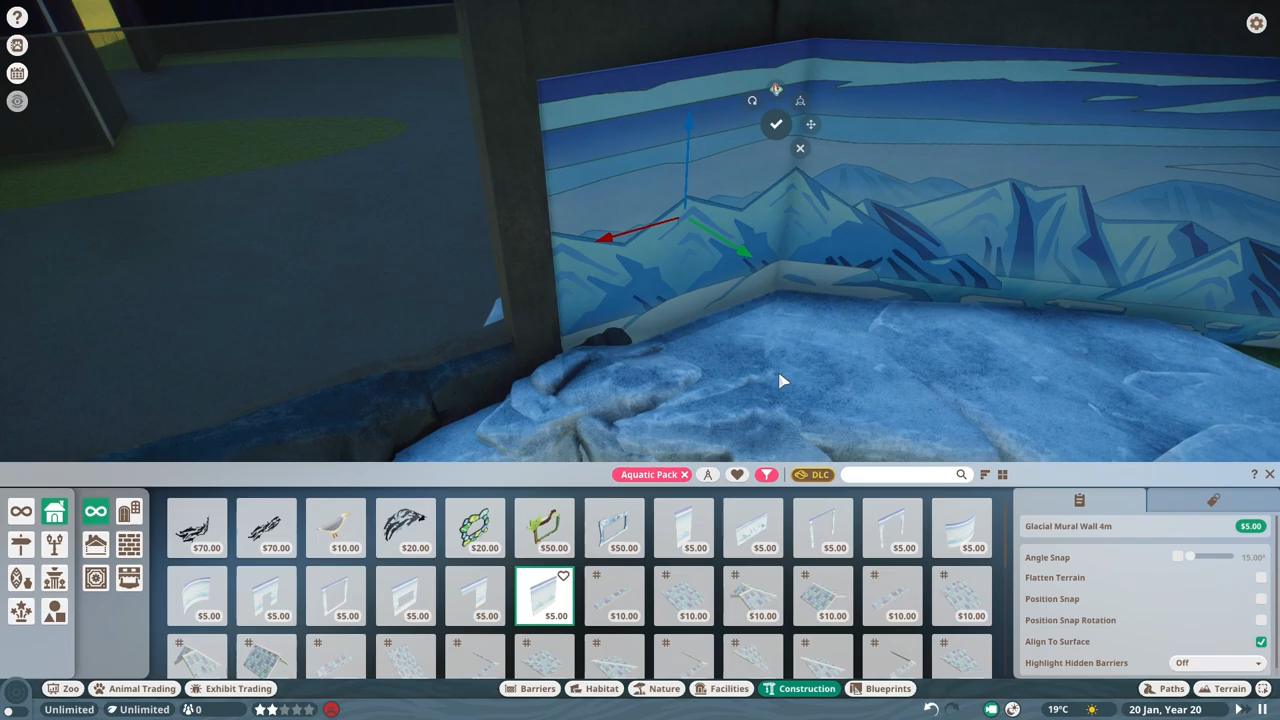 ?
Aquatic Pack
DLC
?
$70.00 $70.00 $10.00 $20.00 $20.00 $50.00 $50.00 $5.00 $5.00 $5.00 $5.00 $5.00
$5.00 $5.00 $5.00 $5.00 $5.00 $5.00 $10.00 $10.00 $10.00 $10.00 $10.00 $10.00
Glacial Mural Wall 4m $5.00
Angle Snap 15.00°
Flatten Terrain
Position Snap
Position Snap Rotation
Align To Surface
Highlight Hidden Barriers Off
Zoo Animal Trading Exhibit Trading Barriers Habitat Nature Facilities Construction Blueprints Paths Terrain
Unlimited Unlimited 0 19°C 20 Jan, Year 20